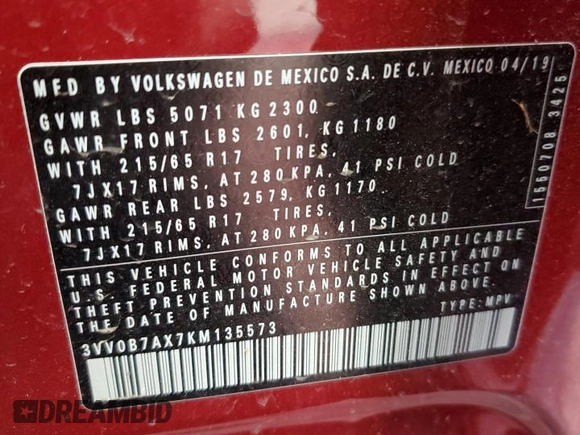 MFD BY VOLKSWAGEN DE MEXICO S.A. DE C.V. MEXICO 04/19
GVWR LBS 5071 KG 2300
GAWR FRONT LBS 2601, KG 1180
WITH 215/65 R17 TIRES,
7JX17 RIMS, AT 280 KPA, 41 PSI COLD
GAWR REAR LBS 2579, KG 1170
WITH 215/65 R17 TIRES,
7JX17 RIMS, AT 280 KPA, 41 PSI COLD
THIS VEHICLE CONFORMS TO ALL APPLICABLE
U.S. FEDERAL MOTOR VEHICLE SAFETY AND
THEFT PREVENTION STANDARDS IN EFFECT ON
THE DATE OF MANUFACTURE SHOWN ABOVE.
3VV0B7AX7KM135573 TYPE: MPV
1560708 3425
DREAMBID